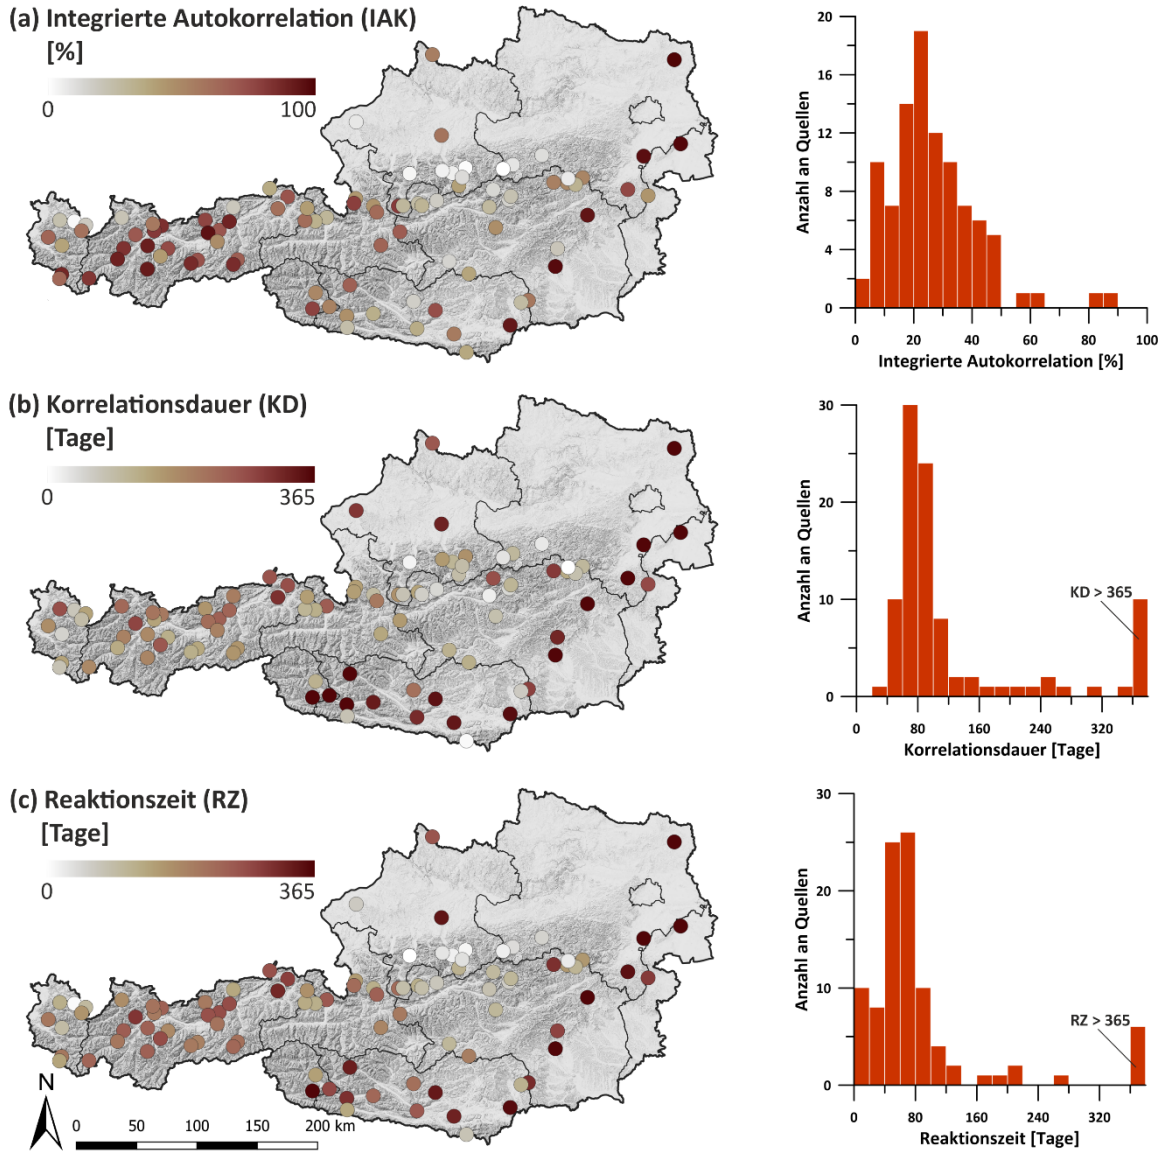 (a) Integrierte Autokorrelation (IAK)
[%]
0 100
20
16
12
8
4
0
Anzahl an Quellen
0 20 40 60 80 100
Integrierte Autokorrelation [%]
(b) Korrelationsdauer (KD)
[Tage]
0 365
30
20
10
0
Anzahl an Quellen
KD > 365
0 80 160 240 320
Korrelationsdauer [Tage]
(c) Reaktionszeit (RZ)
[Tage]
0 365
N
0 50 100 150 200 km
30
20
10
0
Anzahl an Quellen
RZ > 365
0 80 160 240 320
Reaktionszeit [Tage]